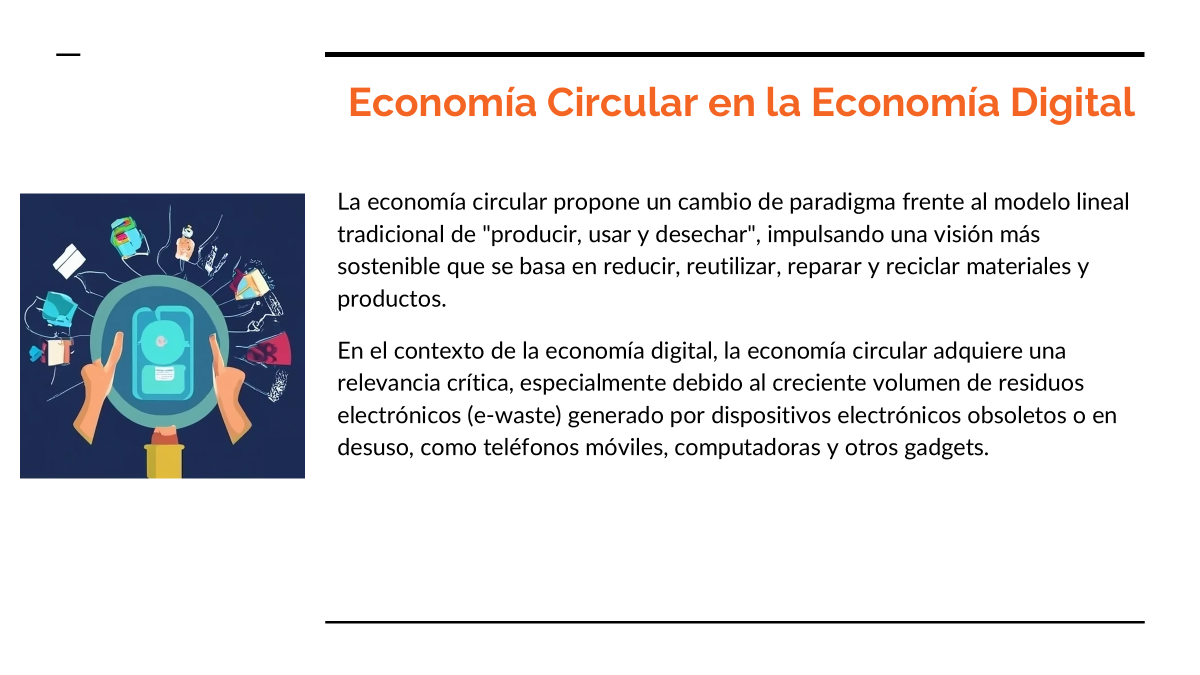 Economía Circular en la Economía Digital
La economía circular propone un cambio de paradigma frente al modelo lineal
tradicional de "producir, usar y desechar", impulsando una visión más
sostenible que se basa en reducir, reutilizar, reparar y reciclar materiales y
productos.
En el contexto de la economía digital, la economía circular adquiere una
relevancia crítica, especialmente debido al creciente volumen de residuos
electrónicos (e-waste) generado por dispositivos electrónicos obsoletos o en
desuso, como teléfonos móviles, computadoras y otros gadgets.